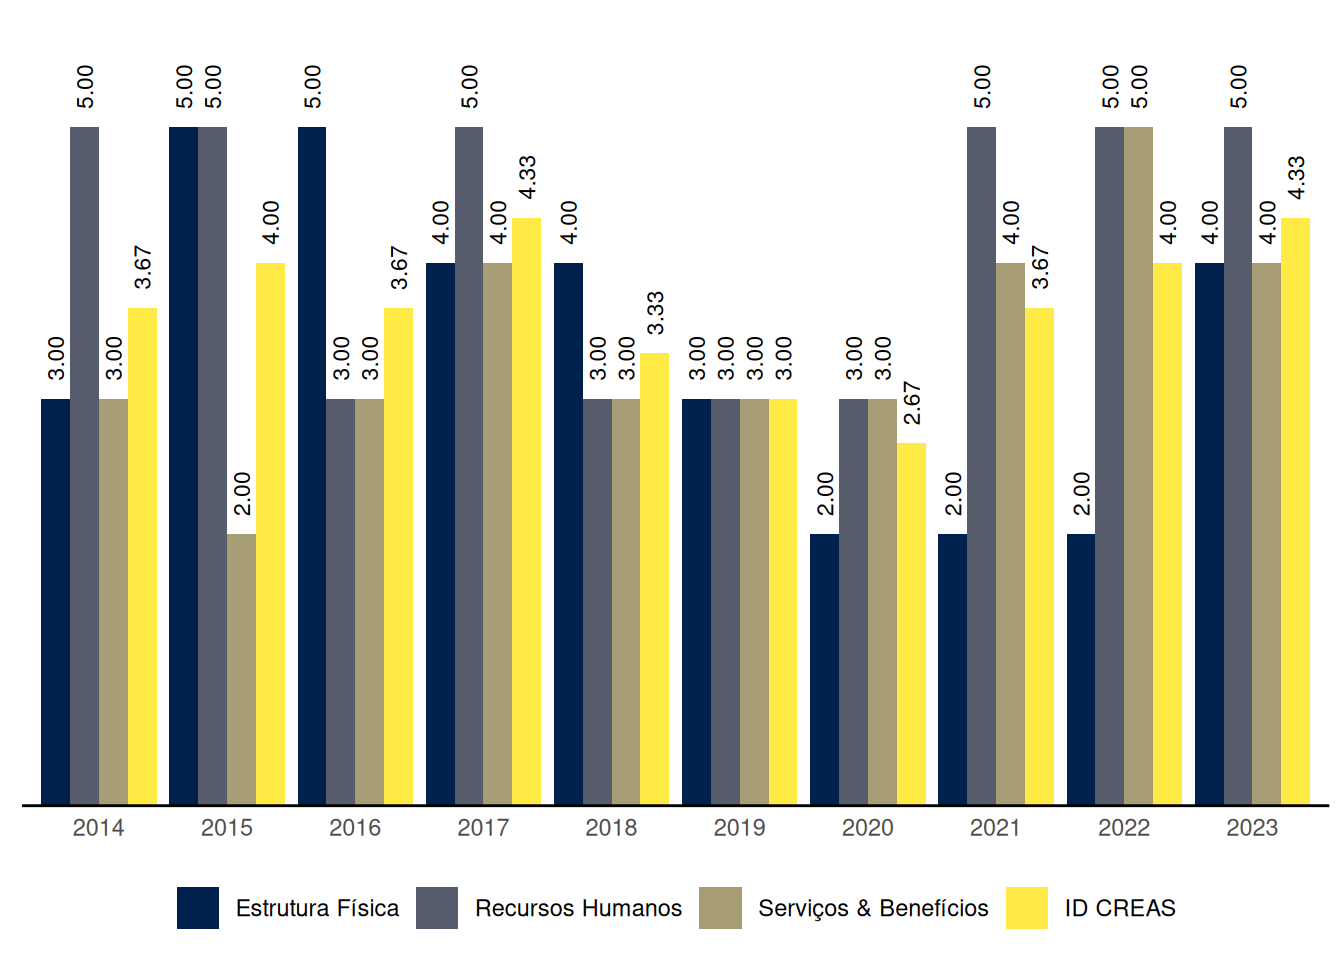 3.00 5.00 3.00 3.67
5.00 5.00 2.00 4.00
5.00 3.00 3.00 3.67
4.00 5.00 4.00 4.33
4.00 3.00 3.00 3.33
3.00 3.00 3.00 3.00
2.00 3.00 3.00 2.67
2.00 5.00 4.00 3.67
2.00 5.00 5.00 4.00
4.00 5.00 4.00 4.33
2014 2015 2016 2017 2018 2019 2020 2021 2022 2023
Estrutura Física Recursos Humanos Serviços & Benefícios ID CREAS